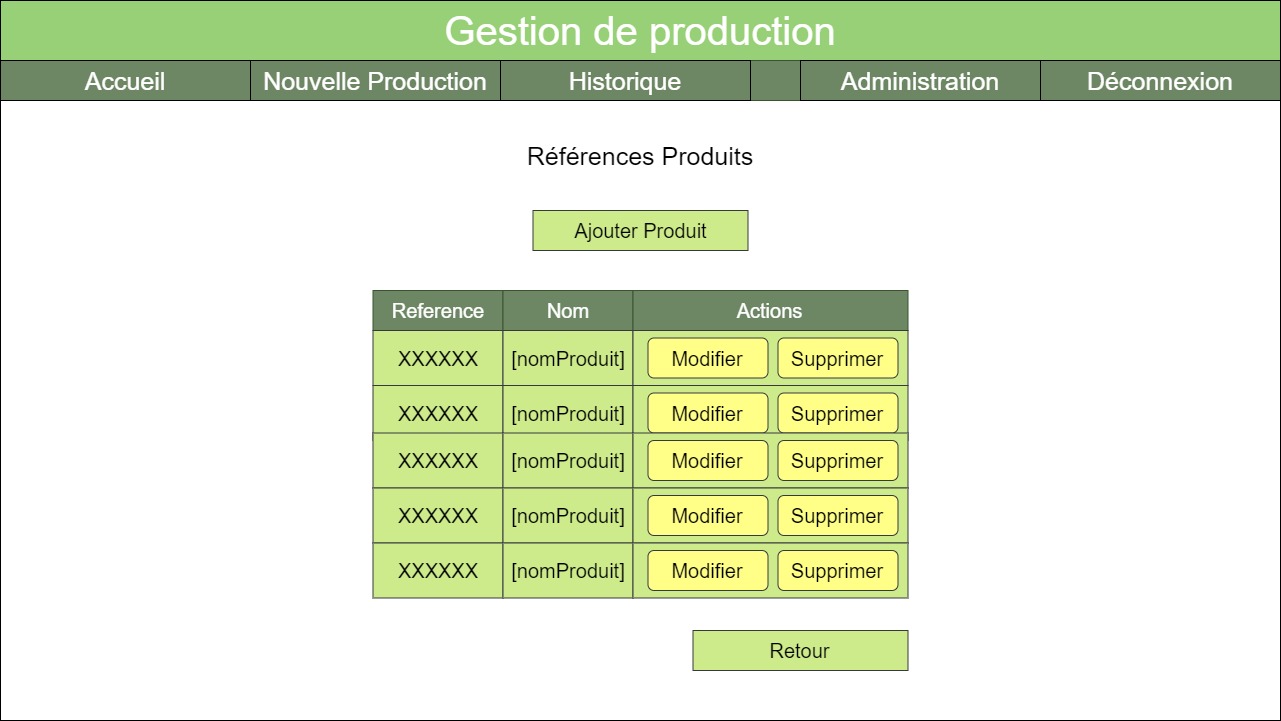 Gestion de production
Accueil Nouvelle Production Historique Administration Déconnexion
Références Produits
Ajouter Produit
Reference Nom Actions
XXXXXX [nomProduit] Modifier Supprimer
XXXXXX [nomProduit] Modifier Supprimer
XXXXXX [nomProduit] Modifier Supprimer
XXXXXX [nomProduit] Modifier Supprimer
XXXXXX [nomProduit] Modifier Supprimer
Retour